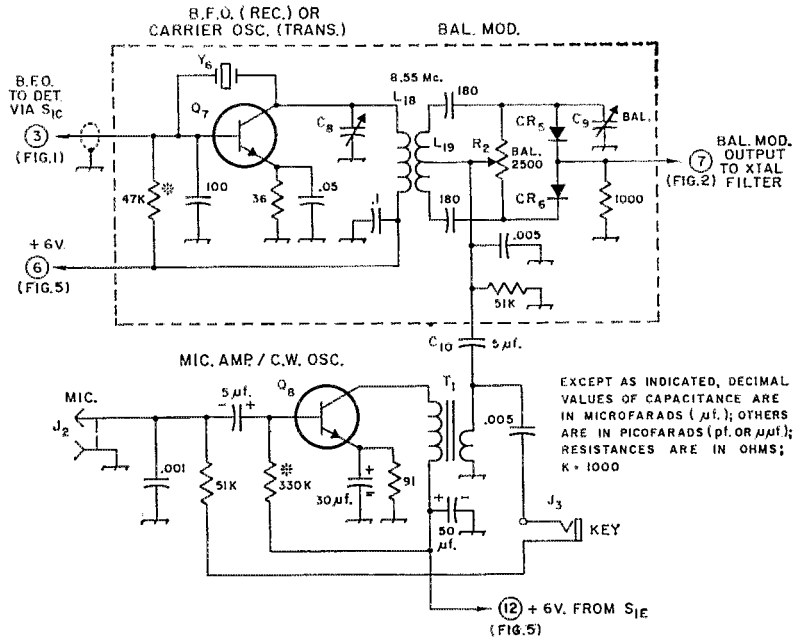 B.F.O. (REC.) OR
CARRIER OSC. (TRANS.)
BAL. MOD.
B.F.O.
TO DET.
VIA S1C
3
(FIG.1)
Y6
Q7
8.55 Mc.
L18
180
C8
L19
R2
BAL.
2500
CR5
C9
BAL.
7
(FIG.2)
BAL. MOD.
OUTPUT
TO XTAL
FILTER
47K
※
100
36
.05
.1
180
CR6
1000
+ 6V.
6
(FIG.5)
.005
51K
C10
5 µf.
MIC. AMP. / C.W. OSC.
MIC.
J2
5 µf.
- +
Q8
T1
.005
EXCEPT AS INDICATED, DECIMAL
VALUES OF CAPACITANCE ARE
IN MICROFARADS ( µf.); OTHERS
ARE IN PICOFARADS (pf. OR µµf.);
RESISTANCES ARE IN OHMS;
K = 1000
.001
51K
※
330K
+
30 µf.
-
91
+ -
50
µf.
J3
KEY
12 + 6V. FROM S1E
(FIG.5)